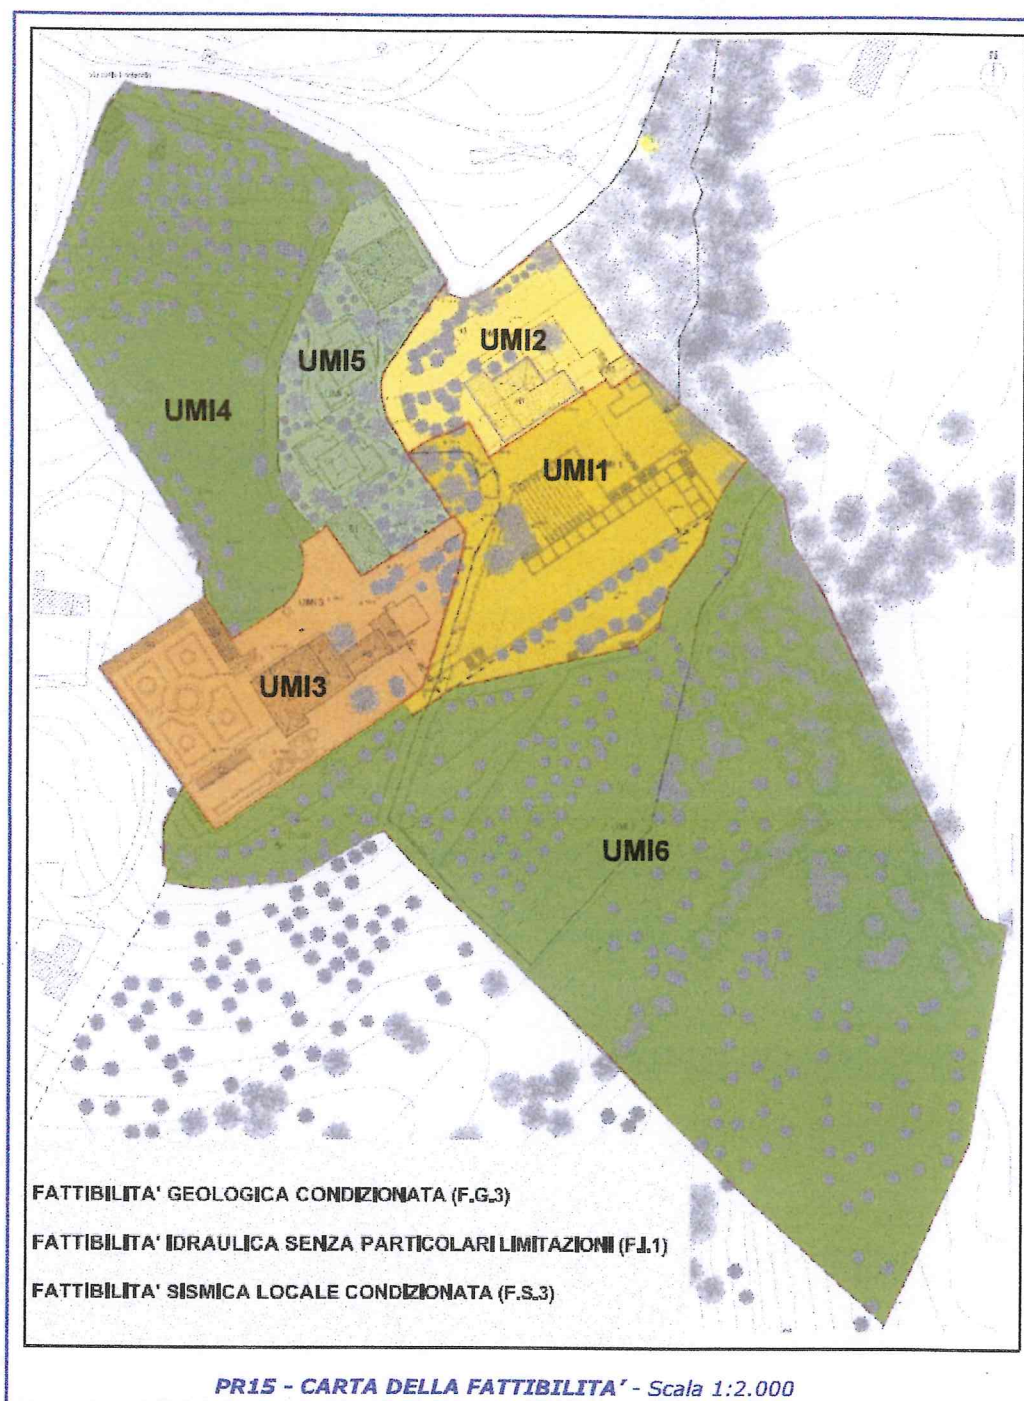 UMI2
UMI5
UMI4
UMI1
UMI3
UMI6
FATTIBILITA' GEOLOGICA CONDIZIONATA (F.G.3)
FATTIBILITA' IDRAULICA SENZA PARTICOLARI LIMITAZIONI (F.I.1)
FATTIBILITA' SISMICA LOCALE CONDIZIONATA (F.S.3)
PR15 - CARTA DELLA FATTIBILITA' - Scala 1:2.000